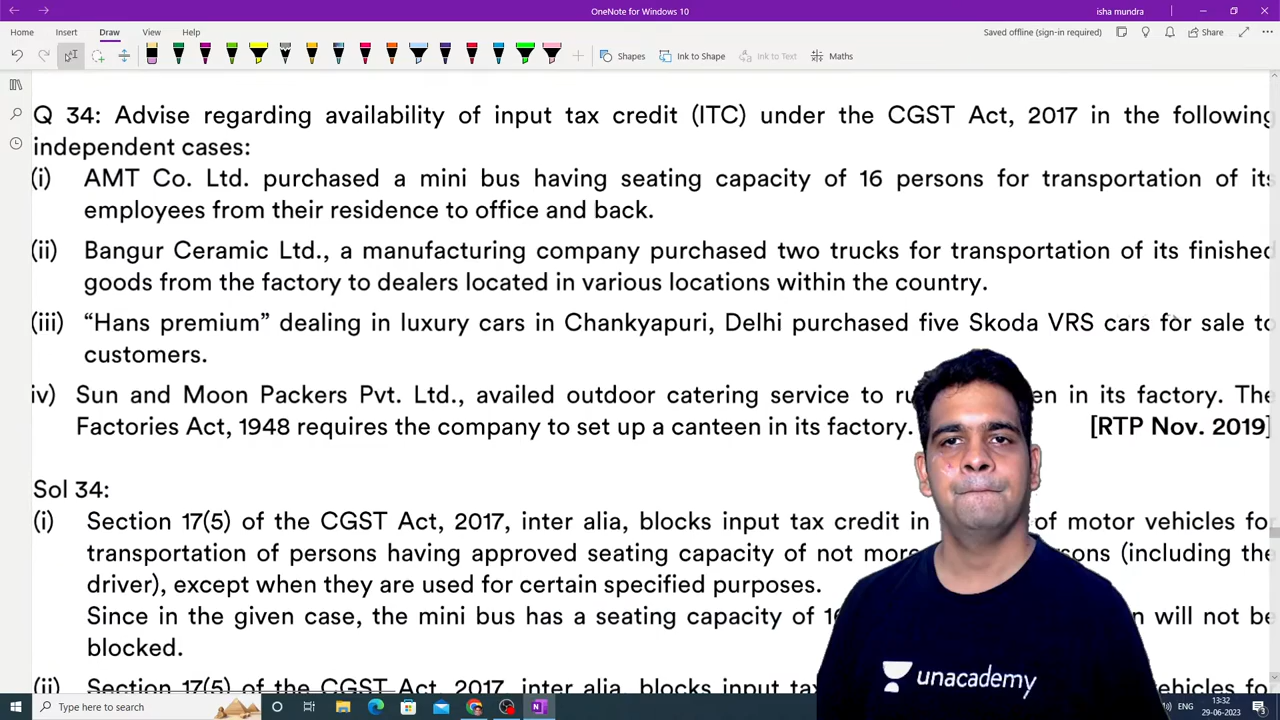 OneNote for Windows 10
isha mundra
Home Insert Draw View Help
Saved offline (sign-in required) Share
Shapes Ink to Shape Ink to Text Maths
Q 34: Advise regarding availability of input tax credit (ITC) under the CGST Act, 2017 in the following
independent cases:
(i) AMT Co. Ltd. purchased a mini bus having seating capacity of 16 persons for transportation of its
employees from their residence to office and back.
(ii) Bangur Ceramic Ltd., a manufacturing company purchased two trucks for transportation of its finished
goods from the factory to dealers located in various locations within the country.
(iii) “Hans premium” dealing in luxury cars in Chankyapuri, Delhi purchased five Skoda VRS cars for sale to
customers.
iv) Sun and Moon Packers Pvt. Ltd., availed outdoor catering service to in its factory. The
Factories Act, 1948 requires the company to set up a canteen in its factory. [RTP Nov. 2019]
Sol 34:
(i) Section 17(5) of the CGST Act, 2017, inter alia, blocks input tax credit in of motor vehicles for
transportation of persons having approved seating capacity of not more (including the
driver), except when they are used for certain specified purposes.
Since in the given case, the mini bus has a seating capacity of will not be
blocked.
(ii) Section 17(5) of the CGST Act, 2017, inter alia, blocks input tax vehicles for
unacademy
Type here to search
13:32
29-06-2023